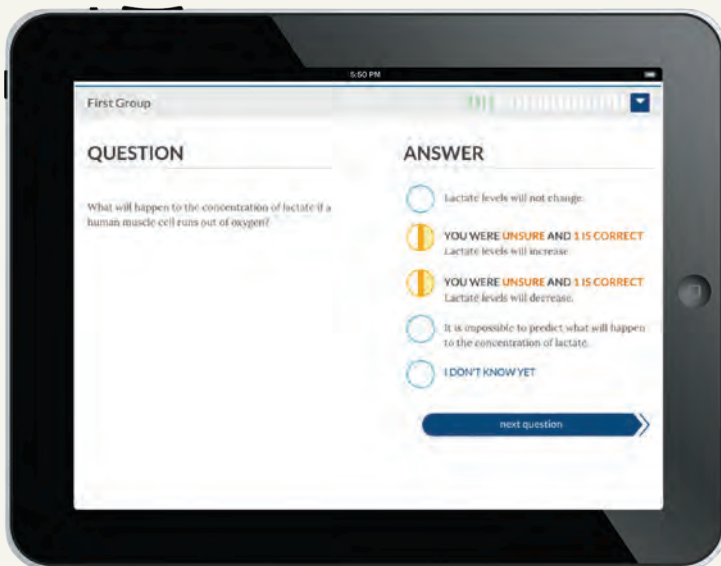 5:50 PM
First Group
QUESTION
What will happen to the concentration of lactate if a
human muscle cell runs out of oxygen?
ANSWER
Lactate levels will not change.
YOU WERE UNSURE AND 1 IS CORRECT
Lactate levels will increase.
YOU WERE UNSURE AND 1 IS CORRECT
Lactate levels will decrease.
It is impossible to predict what will happen
to the concentration of lactate.
I DON'T KNOW YET
next question